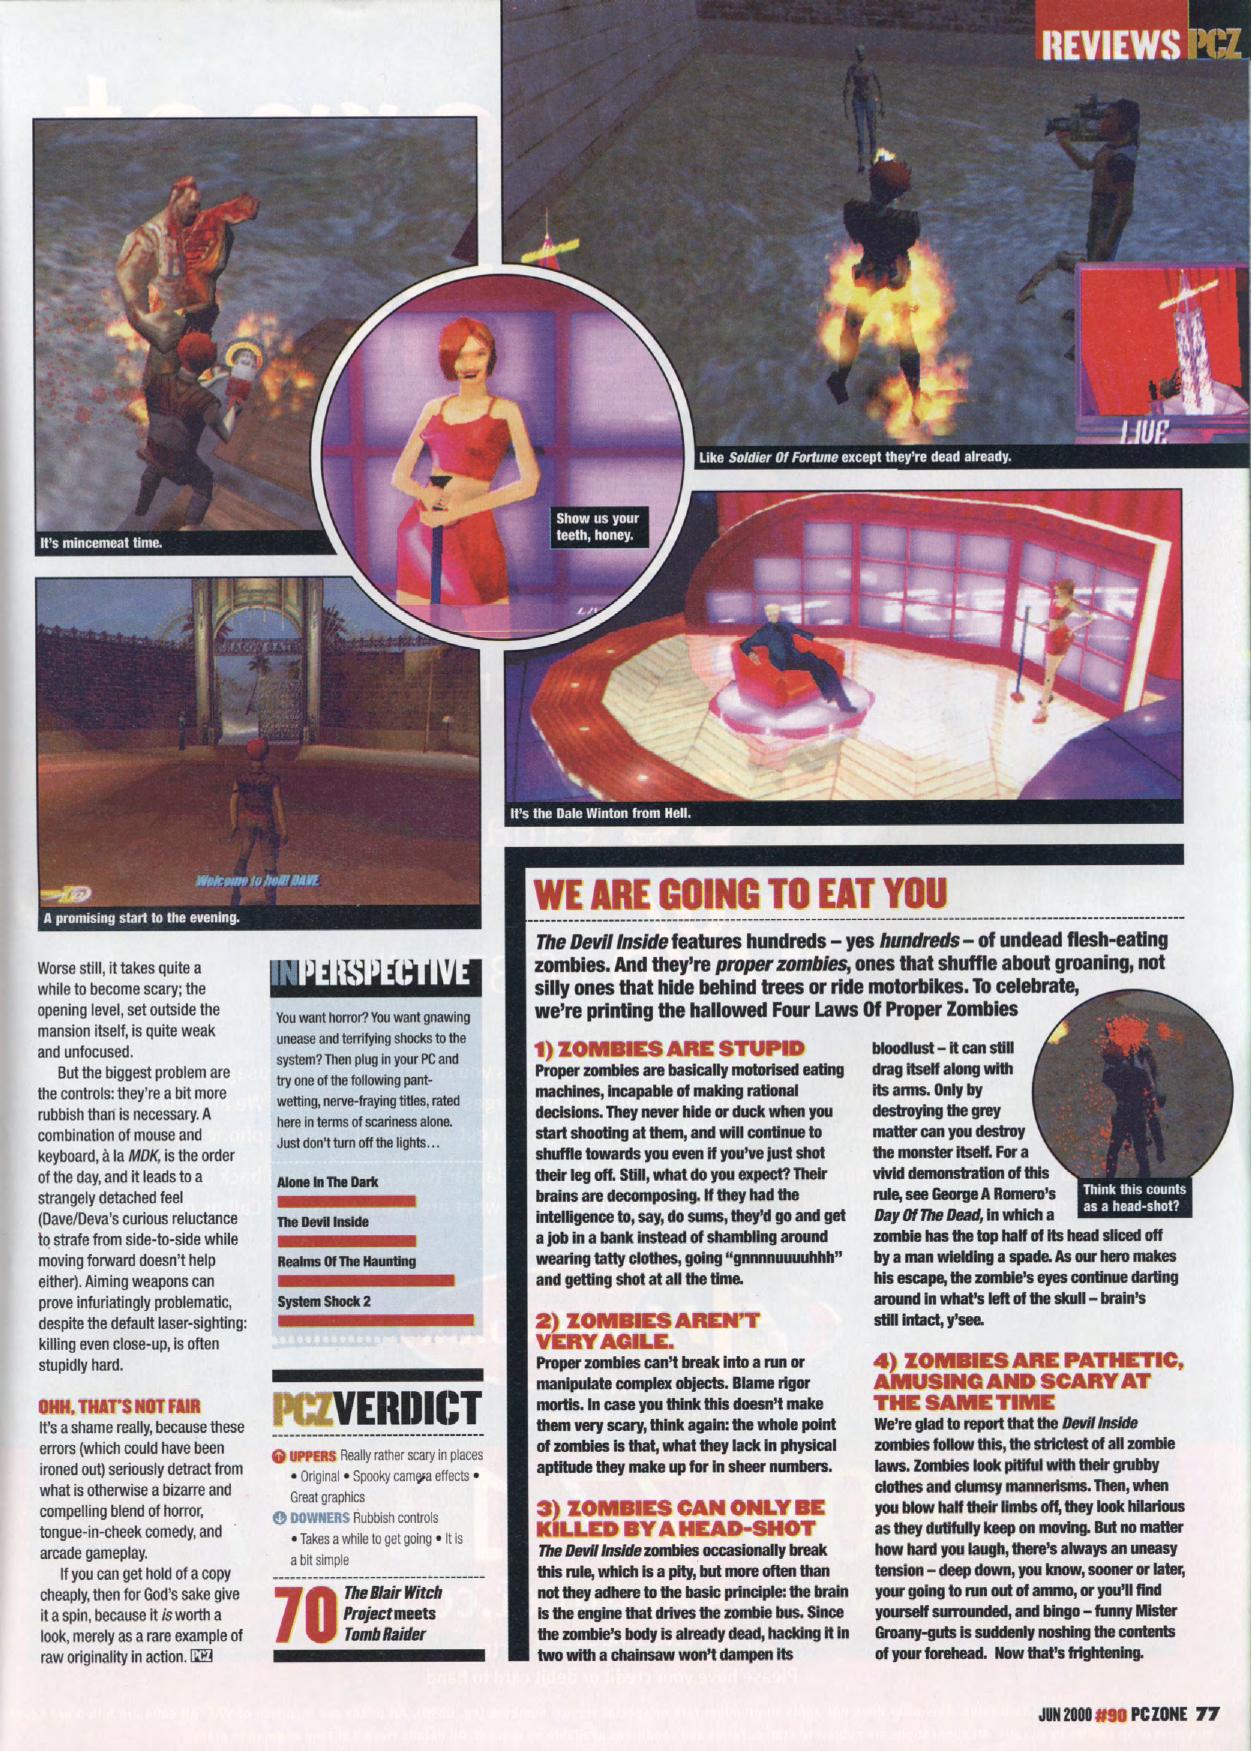 REVIEWS PCZ
LIVE
Like Soldier Of Fortune except they're dead already.
It's mincemeat time.
Show us your
teeth, honey.
DRAGON GATE
Welcome to hell! DAVE
A promising start to the evening.
It's the Dale Winton from Hell.
Worse still, it takes quite a
while to become scary; the
opening level, set outside the
mansion itself, is quite weak
and unfocused.
But the biggest problem are
the controls: they're a bit more
rubbish than is necessary. A
combination of mouse and
keyboard, à la MDK, is the order
of the day, and it leads to a
strangely detached feel
(Dave/Deva's curious reluctance
to strafe from side-to-side while
moving forward doesn't help
either). Aiming weapons can
prove infuriatingly problematic,
despite the default laser-sighting:
killing even close-up, is often
stupidly hard.
OHH, THAT'S NOT FAIR
It's a shame really, because these
errors (which could have been
ironed out) seriously detract from
what is otherwise a bizarre and
compelling blend of horror,
tongue-in-cheek comedy, and
arcade gameplay.
If you can get hold of a copy
cheaply, then for God's sake give
it a spin, because it is worth a
look, merely as a rare example of
raw originality in action. PCZ
INPERSPECTIVE
You want horror? You want gnawing
unease and terrifying shocks to the
system? Then plug in your PC and
try one of the following pant-
wetting, nerve-fraying titles, rated
here in terms of scariness alone.
Just don't turn off the lights...
Alone In The Dark
The Devil Inside
Realms Of The Haunting
System Shock 2
PCZVERDICT
UPPERS Really rather scary in places
• Original • Spooky camera effects •
Great graphics
DOWNERS Rubbish controls
• Takes a while to get going • It is
a bit simple
70
The Blair Witch
Project meets
Tomb Raider
WE ARE GOING TO EAT YOU
The Devil Inside features hundreds – yes hundreds – of undead flesh-eating
zombies. And they're proper zombies, ones that shuffle about groaning, not
silly ones that hide behind trees or ride motorbikes. To celebrate,
we're printing the hallowed Four Laws Of Proper Zombies
1) ZOMBIES ARE STUPID
Proper zombies are basically motorised eating
machines, incapable of making rational
decisions. They never hide or duck when you
start shooting at them, and will continue to
shuffle towards you even if you've just shot
their leg off. Still, what do you expect? Their
brains are decomposing. If they had the
intelligence to, say, do sums, they'd go and get
a job in a bank instead of shambling around
wearing tatty clothes, going "gnnnnuuuuhhh"
and getting shot at all the time.
2) ZOMBIES AREN'T
VERY AGILE.
Proper zombies can't break into a run or
manipulate complex objects. Blame rigor
mortis. In case you think this doesn't make
them very scary, think again: the whole point
of zombies is that, what they lack in physical
aptitude they make up for in sheer numbers.
3) ZOMBIES CAN ONLY BE
KILLED BY A HEAD-SHOT
The Devil Inside zombies occasionally break
this rule, which is a pity, but more often than
not they adhere to the basic principle: the brain
is the engine that drives the zombie bus. Since
the zombie's body is already dead, hacking it in
two with a chainsaw won't dampen its
bloodlust – it can still
drag itself along with
its arms. Only by
destroying the grey
matter can you destroy
the monster itself. For a
vivid demonstration of this
rule, see George A Romero's
Day Of The Dead, in which a
zombie has the top half of its head sliced off
by a man wielding a spade. As our hero makes
his escape, the zombie's eyes continue darting
around in what's left of the skull – brain's
still intact, y'see.
Think this counts
as a head-shot?
4) ZOMBIES ARE PATHETIC,
AMUSING AND SCARY AT
THE SAME TIME
We're glad to report that the Devil Inside
zombies follow this, the strictest of all zombie
laws. Zombies look pitiful with their grubby
clothes and clumsy mannerisms. Then, when
you blow half their limbs off, they look hilarious
as they dutifully keep on moving. But no matter
how hard you laugh, there's always an uneasy
tension – deep down, you know, sooner or later,
your going to run out of ammo, or you'll find
yourself surrounded, and bingo – funny Mister
Groany-guts is suddenly noshing the contents
of your forehead. Now that's frightening.
JUN 2000 #90 PC ZONE 77